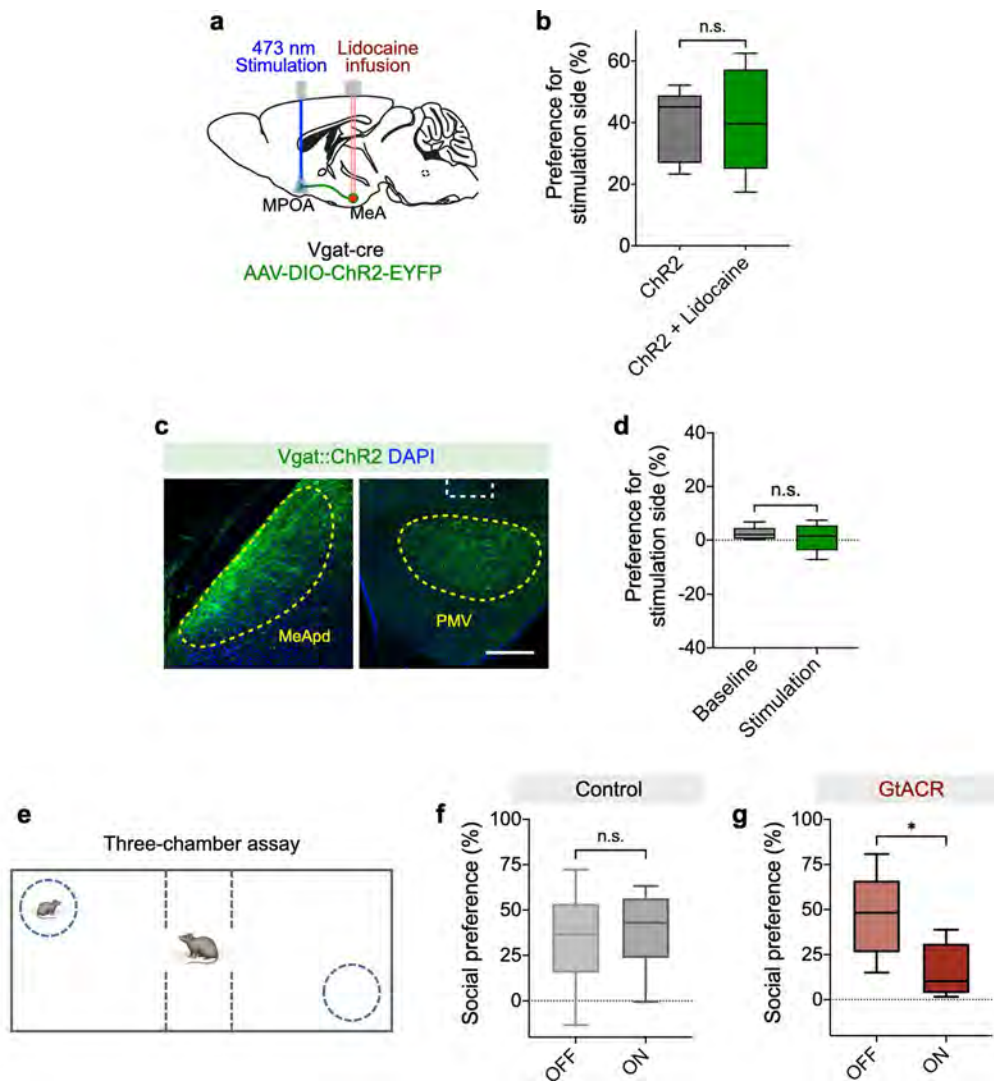 a
473 nm
Stimulation
Lidocaine
infusion
MPOA
MeA
Vgat-cre
AAV-DIO-ChR2-EYFP
b
Preference for
stimulation side (%)
60
40
20
0
n.s.
ChR2
ChR2 + Lidocaine
c
Vgat::ChR2 DAPI
MeApd
PMV
d
Preference for
stimulation side (%)
40
20
0
-20
-40
n.s.
Baseline
Stimulation
e
Three-chamber assay
f
Control
Social preference (%)
100
75
50
25
0
n.s.
OFF
ON
g
GtACR
Social preference (%)
100
75
50
25
0
*
OFF
ON